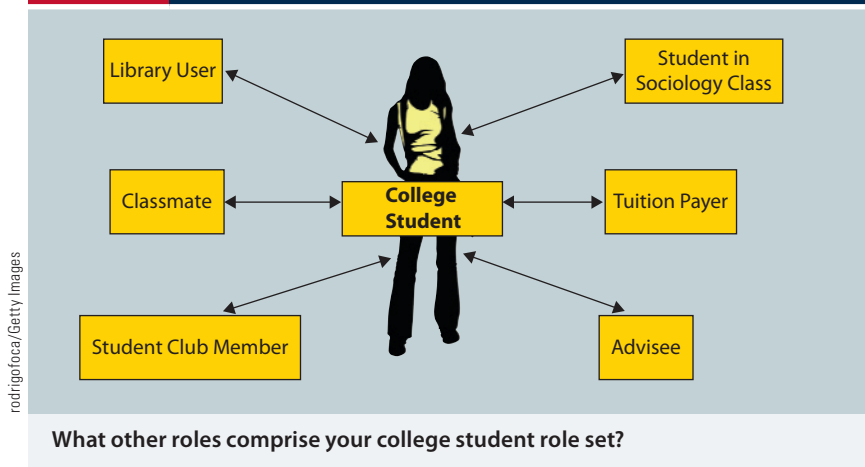 Library User
Student in
Sociology Class
Classmate
College
Student
Tuition Payer
Student Club Member
Advisee
rodrigofoca/Getty Images
What other roles comprise your college student role set?